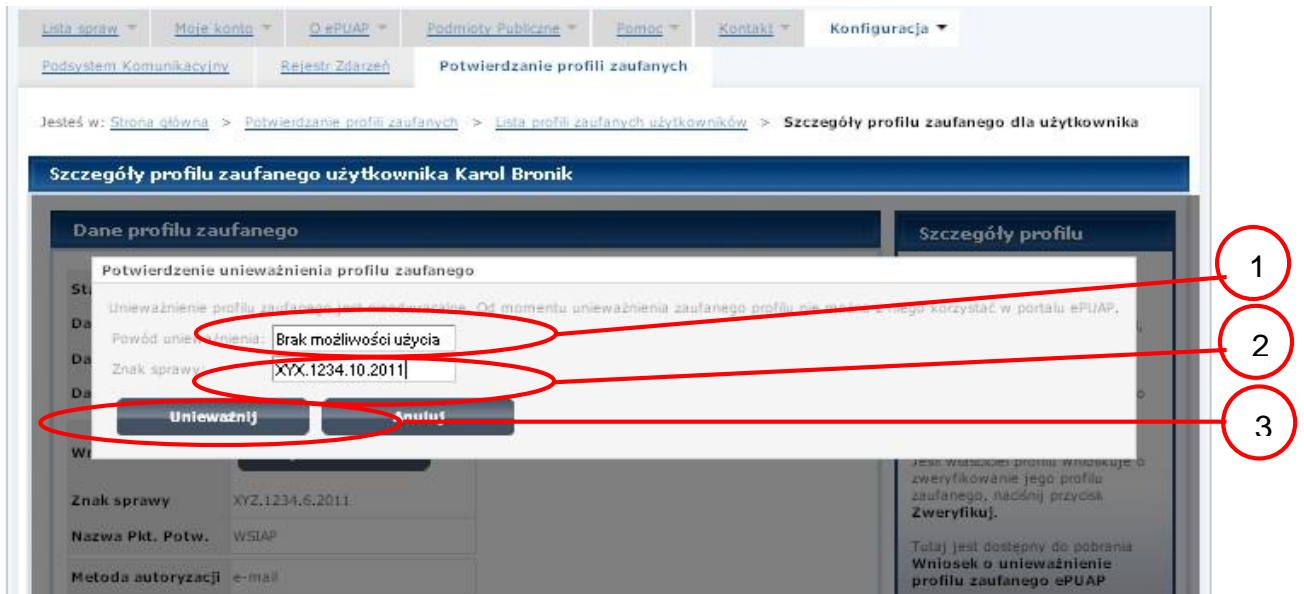 Lista spraw Moje konto O ePUAP Podmioty Publiczne Pomoc Kontakt Konfiguracja
Podsystem Komunikacyjny Rejestr Zdarzeń Potwierdzanie profili zaufanych
Jesteś w: Strona główna > Potwierdzanie profili zaufanych > Lista profili zaufanych użytkowników > Szczegóły profilu zaufanego dla użytkownika
Szczegóły profilu zaufanego użytkownika Karol Bronik
Dane profilu zaufanego
Szczegóły profilu
Potwierdzenie unieważnienia profilu zaufanego
1
Unieważnienie profilu zaufanego jest nieodwracalne. Od momentu unieważnienia zaufanego profilu nie można z niego korzystać w portalu ePUAP.
Powód unieważnienia: Brak możliwości użycia
2
Znak sprawy: XYX.1234.10.2011
Unieważnij Anuluj
3
Jeśli właściciel profilu wnioskuje o
zweryfikowanie jego profilu
zaufanego, naciśnij przycisk
Zweryfikuj.
Znak sprawy XYZ.1234.6.2011
Nazwa Pkt. Potw. WSIAP
Tutaj jest dostępny do pobrania
Wniosek o unieważnienie
profilu zaufanego ePUAP
Metoda autoryzacji e-mail